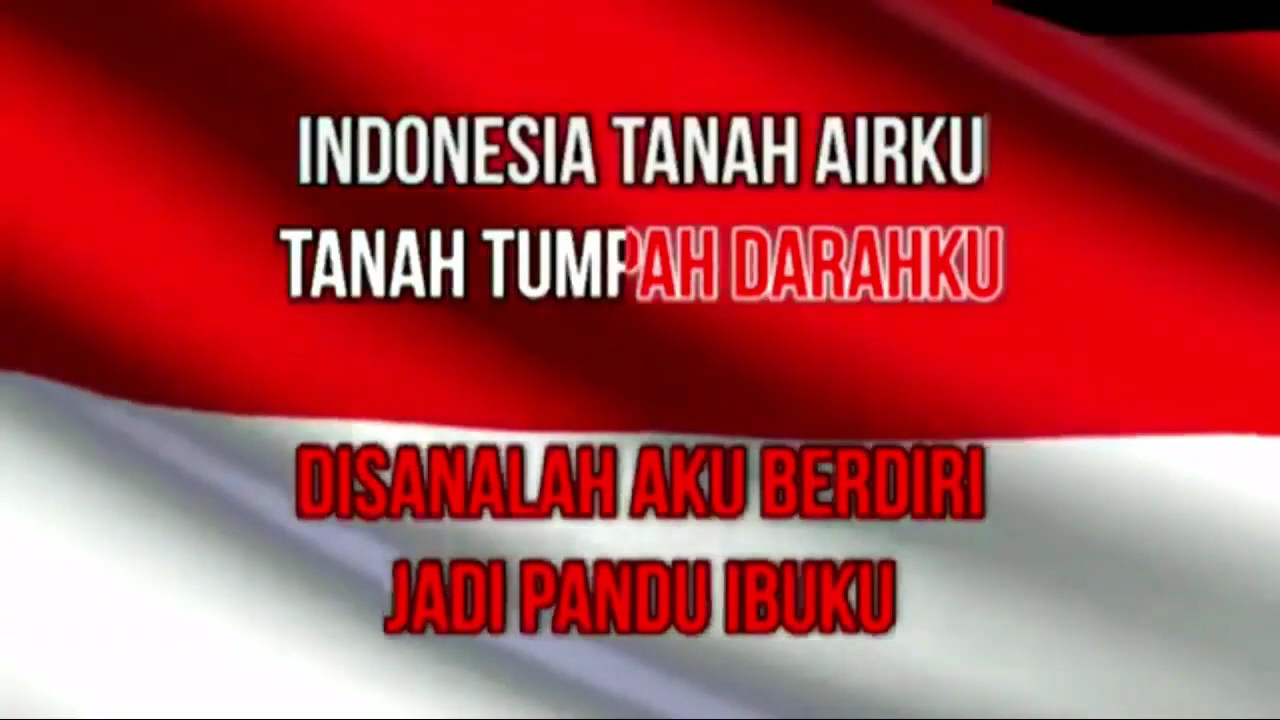 INDONESIA TANAH AIRKU
TANAH TUMPAH DARAHKU
DISANALAH AKU BERDIRI
JADI PANDU IBUKU